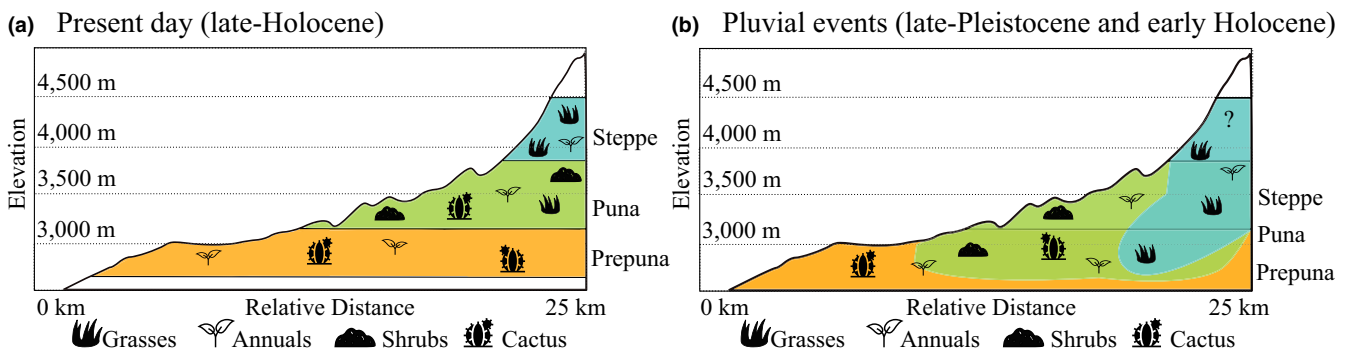 (a) Present day (late-Holocene)
4,500 m
4,000 m
3,500 m
3,000 m
Elevation
Steppe
Puna
Prepuna
0 km Relative Distance 25 km
Grasses Annuals Shrubs Cactus
(b) Pluvial events (late-Pleistocene and early Holocene)
4,500 m
4,000 m
3,500 m
3,000 m
Elevation
?
Steppe
Puna
Prepuna
0 km Relative Distance 25 km
Grasses Annuals Shrubs Cactus